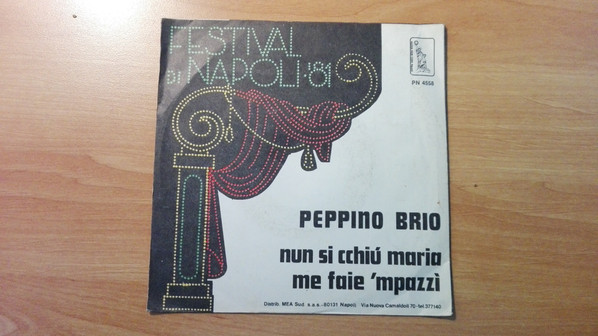 FESTIVAL
di NAPOLI·'81
PN 4558
PEPPINO BRIO
nun si cchiú maria
me faie 'mpazzì
Distrib. MEA Sud s.a.s.-80131 Napoli Via Nuova Camaldoli,70-tel.377140